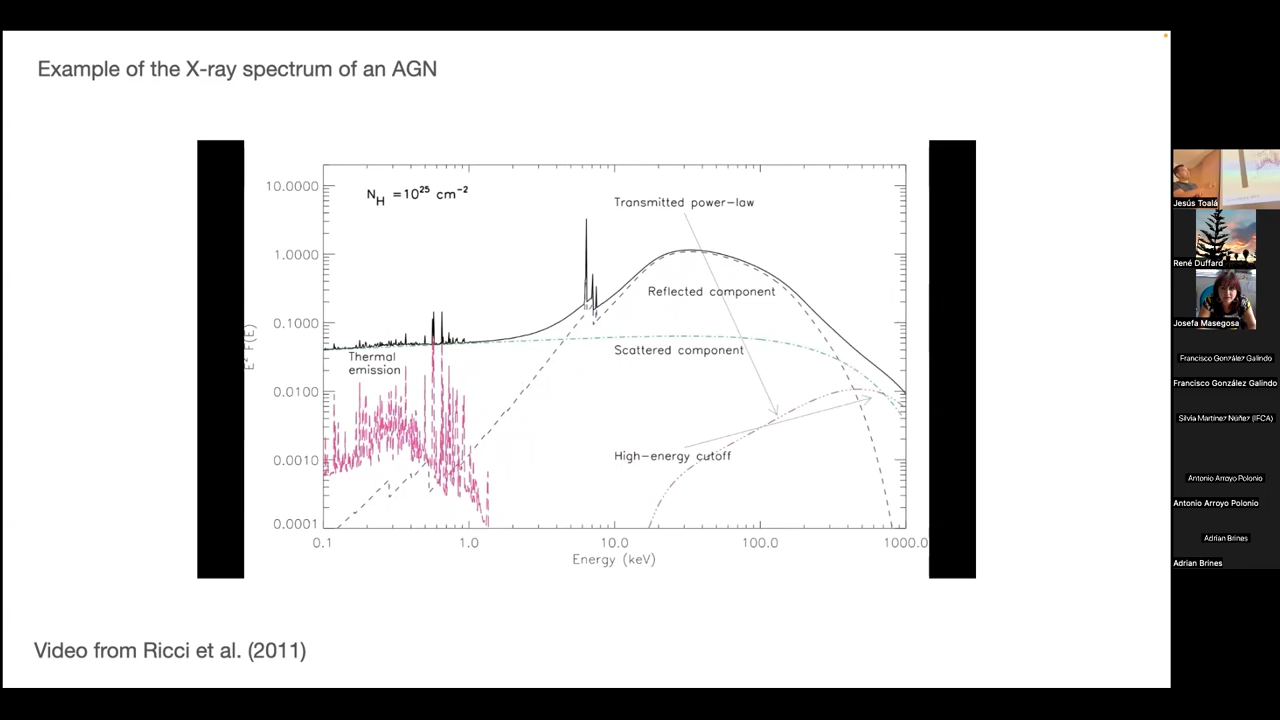 Example of the X-ray spectrum of an AGN
N_H = 10^25 cm^-2
Transmitted power-law
Reflected component
Scattered component
Thermal
emission
High-energy cutoff
10.0000
1.0000
0.1000
0.0100
0.0010
0.0001
E² F(E)
0.1
1.0
10.0
100.0
1000.0
Energy (keV)
Video from Ricci et al. (2011)
Jesús Toalá
René Duffard
Josefa Masegosa
Francisco González Galindo
Francisco González Galindo
Silvia Martínez Núñez (IFCA)
Antonio Arroyo Polonio
Antonio Arroyo Polonio
Adrian Brines
Adrian Brines